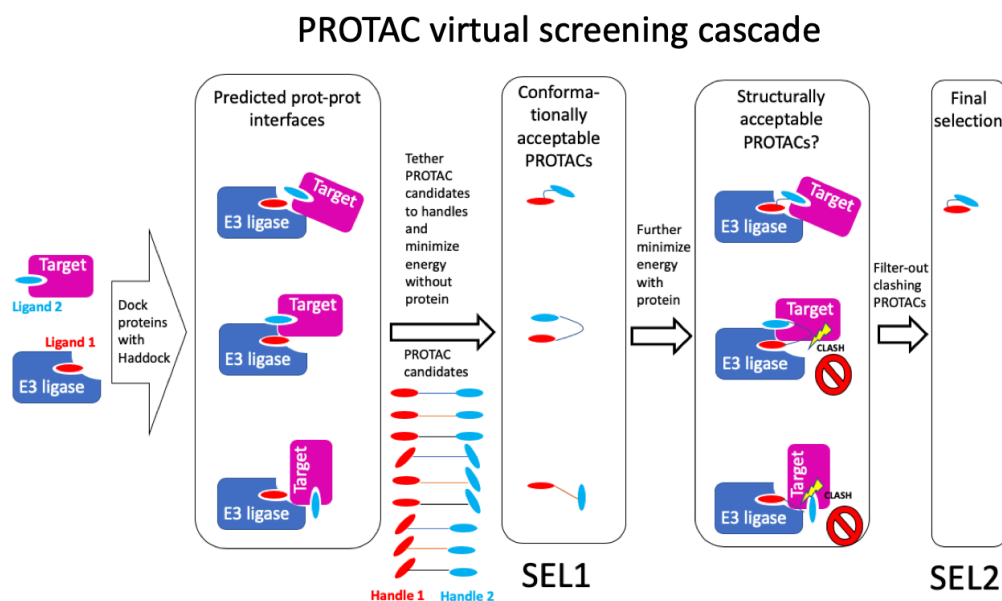 PROTAC virtual screening cascade
Target
Ligand 2
Ligand 1
E3 ligase
Dock
proteins
with
Haddock
Predicted prot-prot
interfaces
Target
E3 ligase
Target
E3 ligase
Target
E3 ligase
Tether
PROTAC
candidates
to handles
and
minimize
energy
without
protein
PROTAC
candidates
Handle 1
Handle 2
Conforma-
tionally
acceptable
PROTACs
SEL1
Further
minimize
energy
with
protein
Structurally
acceptable
PROTACs?
Target
E3 ligase
Target
CLASH
E3 ligase
Target
CLASH
E3 ligase
Filter-out
clashing
PROTACs
Final
selection
SEL2